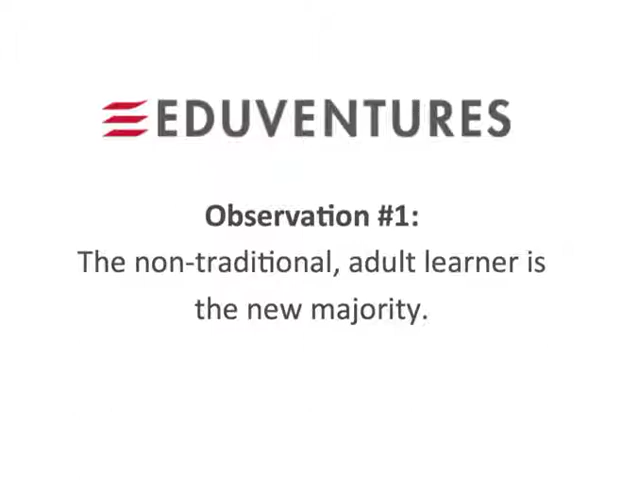 EDUVENTURES
Observation #1:
The non-traditional, adult learner is
the new majority.